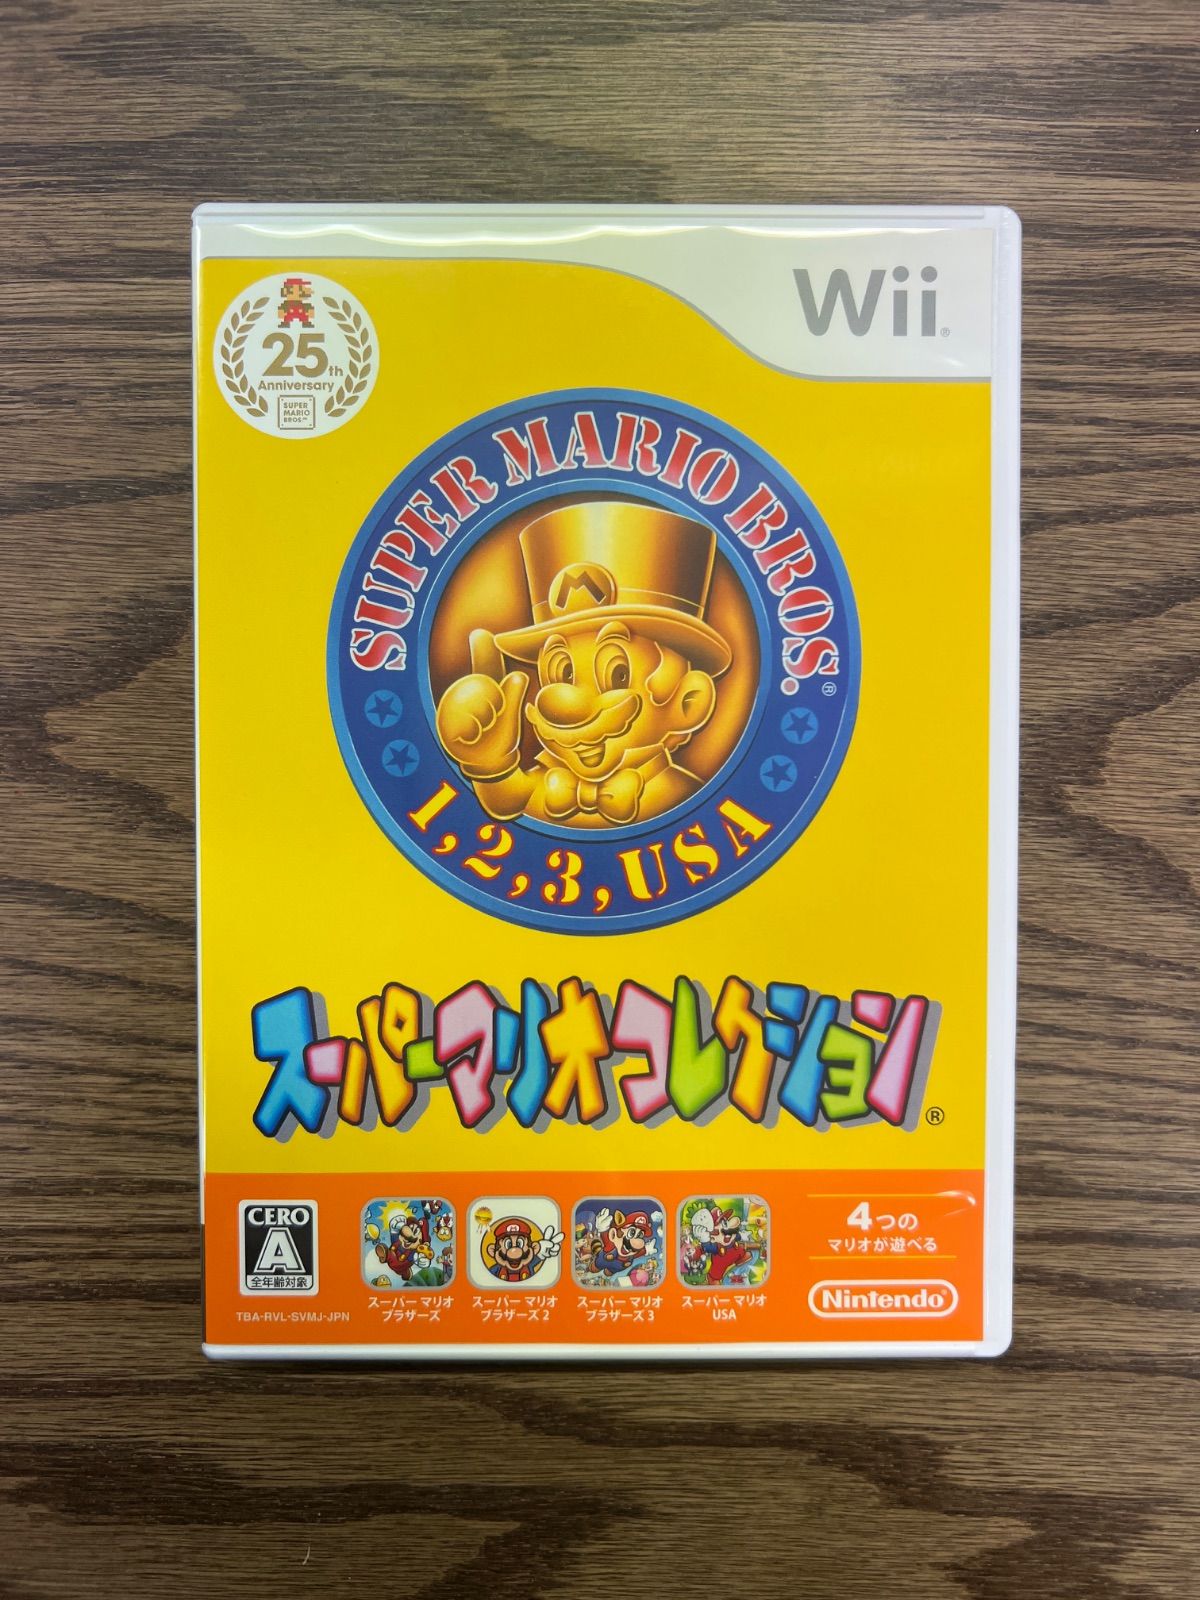 Wii®
25th
Anniversary
SUPER
MARIO
BROS.™
SUPER MARIO BROS.®
M
1, 2, 3, USA
スーパーマリオコレクション®
CERO
A
全年齢対象
TBA-RVL-SVMJ-JPN
スーパー マリオ
ブラザーズ
スーパー マリオ
ブラザーズ 2
スーパー マリオ
ブラザーズ 3
スーパー マリオ
USA
4つの
マリオが遊べる
Nintendo®